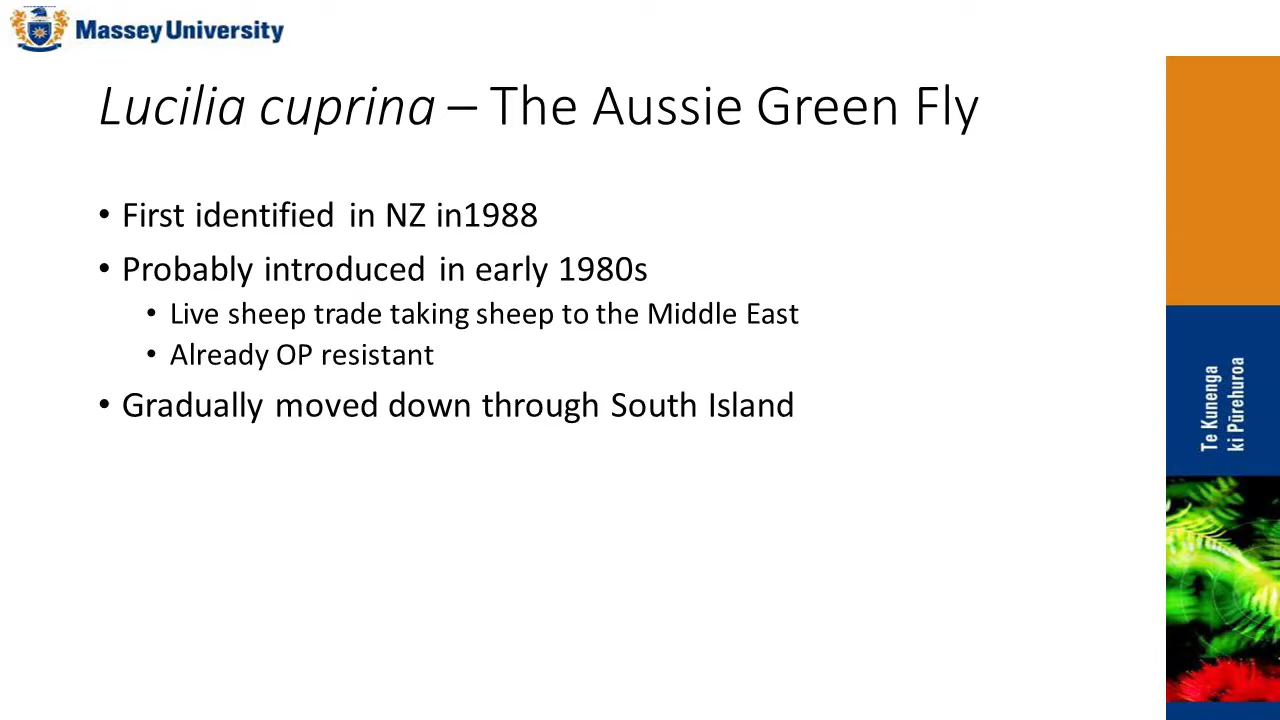 Massey University
Lucilia cuprina – The Aussie Green Fly
• First identified in NZ in1988
• Probably introduced in early 1980s
• Live sheep trade taking sheep to the Middle East
• Already OP resistant
• Gradually moved down through South Island
Te Kunenga
ki Pūrehuroa